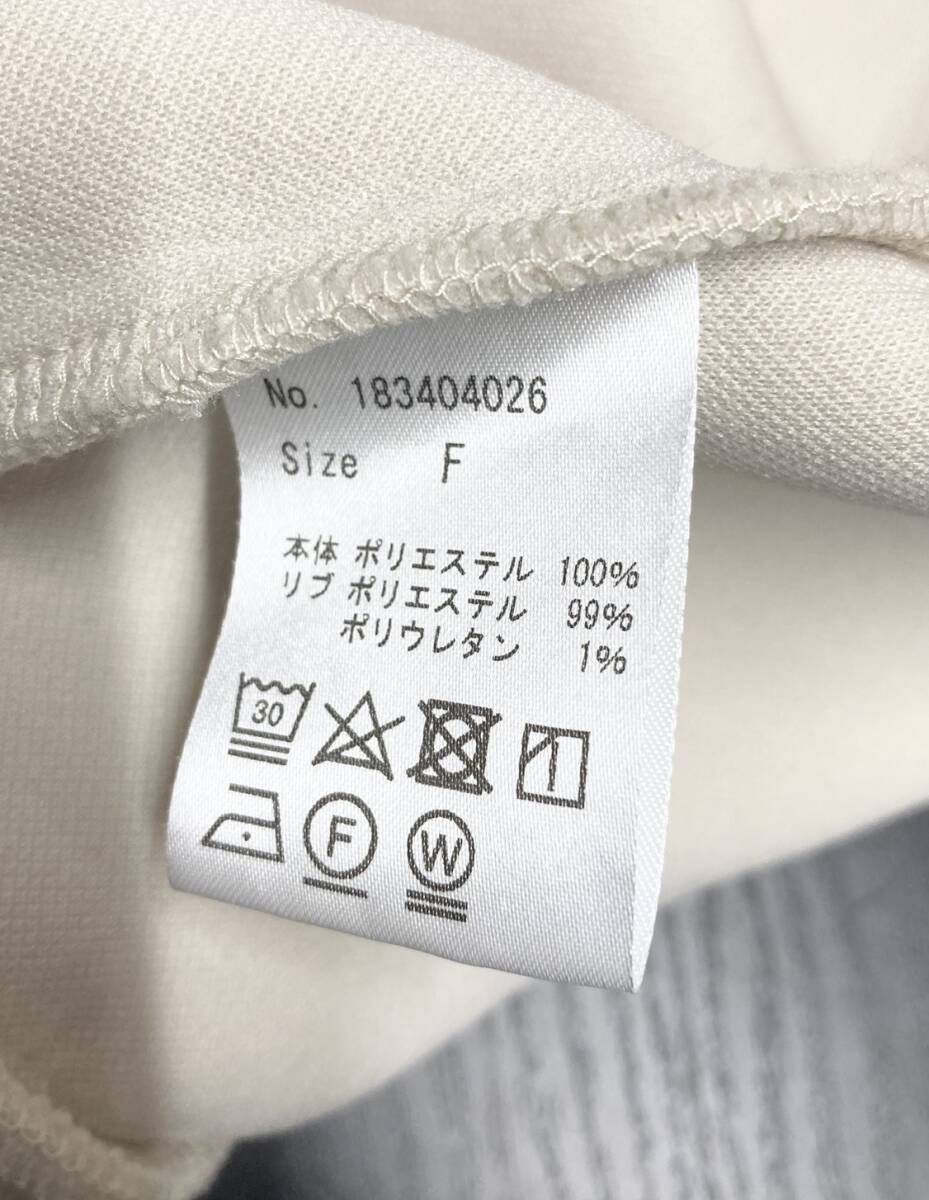 No. 183404026
Size F
本体 ポリエステル 100%
リブ ポリエステル 99%
ポリウレタン 1%
30
F
W